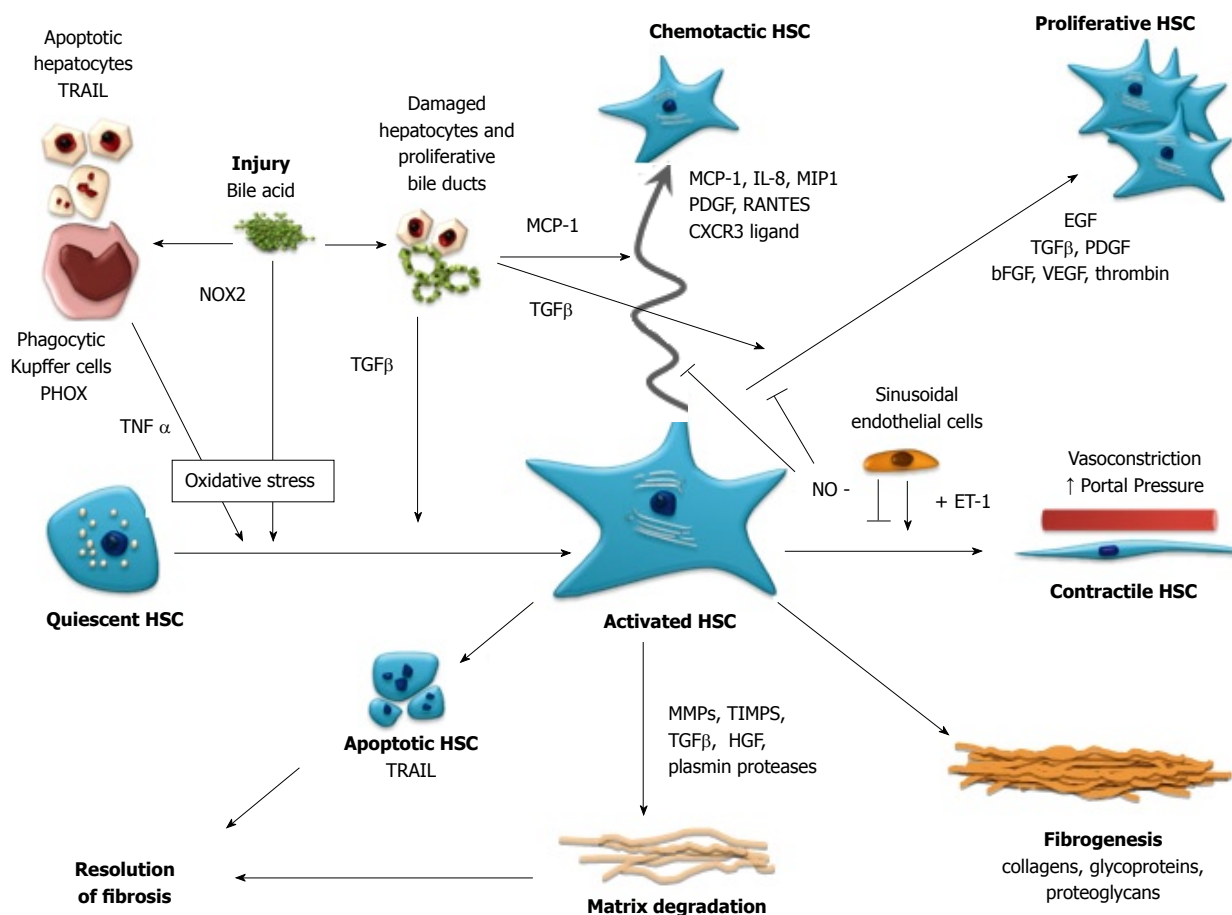 Apoptotic
hepatocytes
TRAIL
Injury
Bile acid
Damaged
hepatocytes and
proliferative
bile ducts
Chemotactic HSC
Proliferative HSC
MCP-1, IL-8, MIP1
PDGF, RANTES
CXCR3 ligand
MCP-1
TGFβ
EGF
TGFβ, PDGF
bFGF, VEGF, thrombin
NOX2
Phagocytic
Kupffer cells
PHOX
TGFβ
TNF α
Oxidative stress
Sinusoidal
endothelial cells
NO -
+ ET-1
Vasoconstriction
↑ Portal Pressure
Quiescent HSC
Activated HSC
Contractile HSC
Apoptotic HSC
TRAIL
MMPs, TIMPS,
TGFβ, HGF,
plasmin proteases
Resolution
of fibrosis
Matrix degradation
Fibrogenesis
collagens, glycoproteins,
proteoglycans